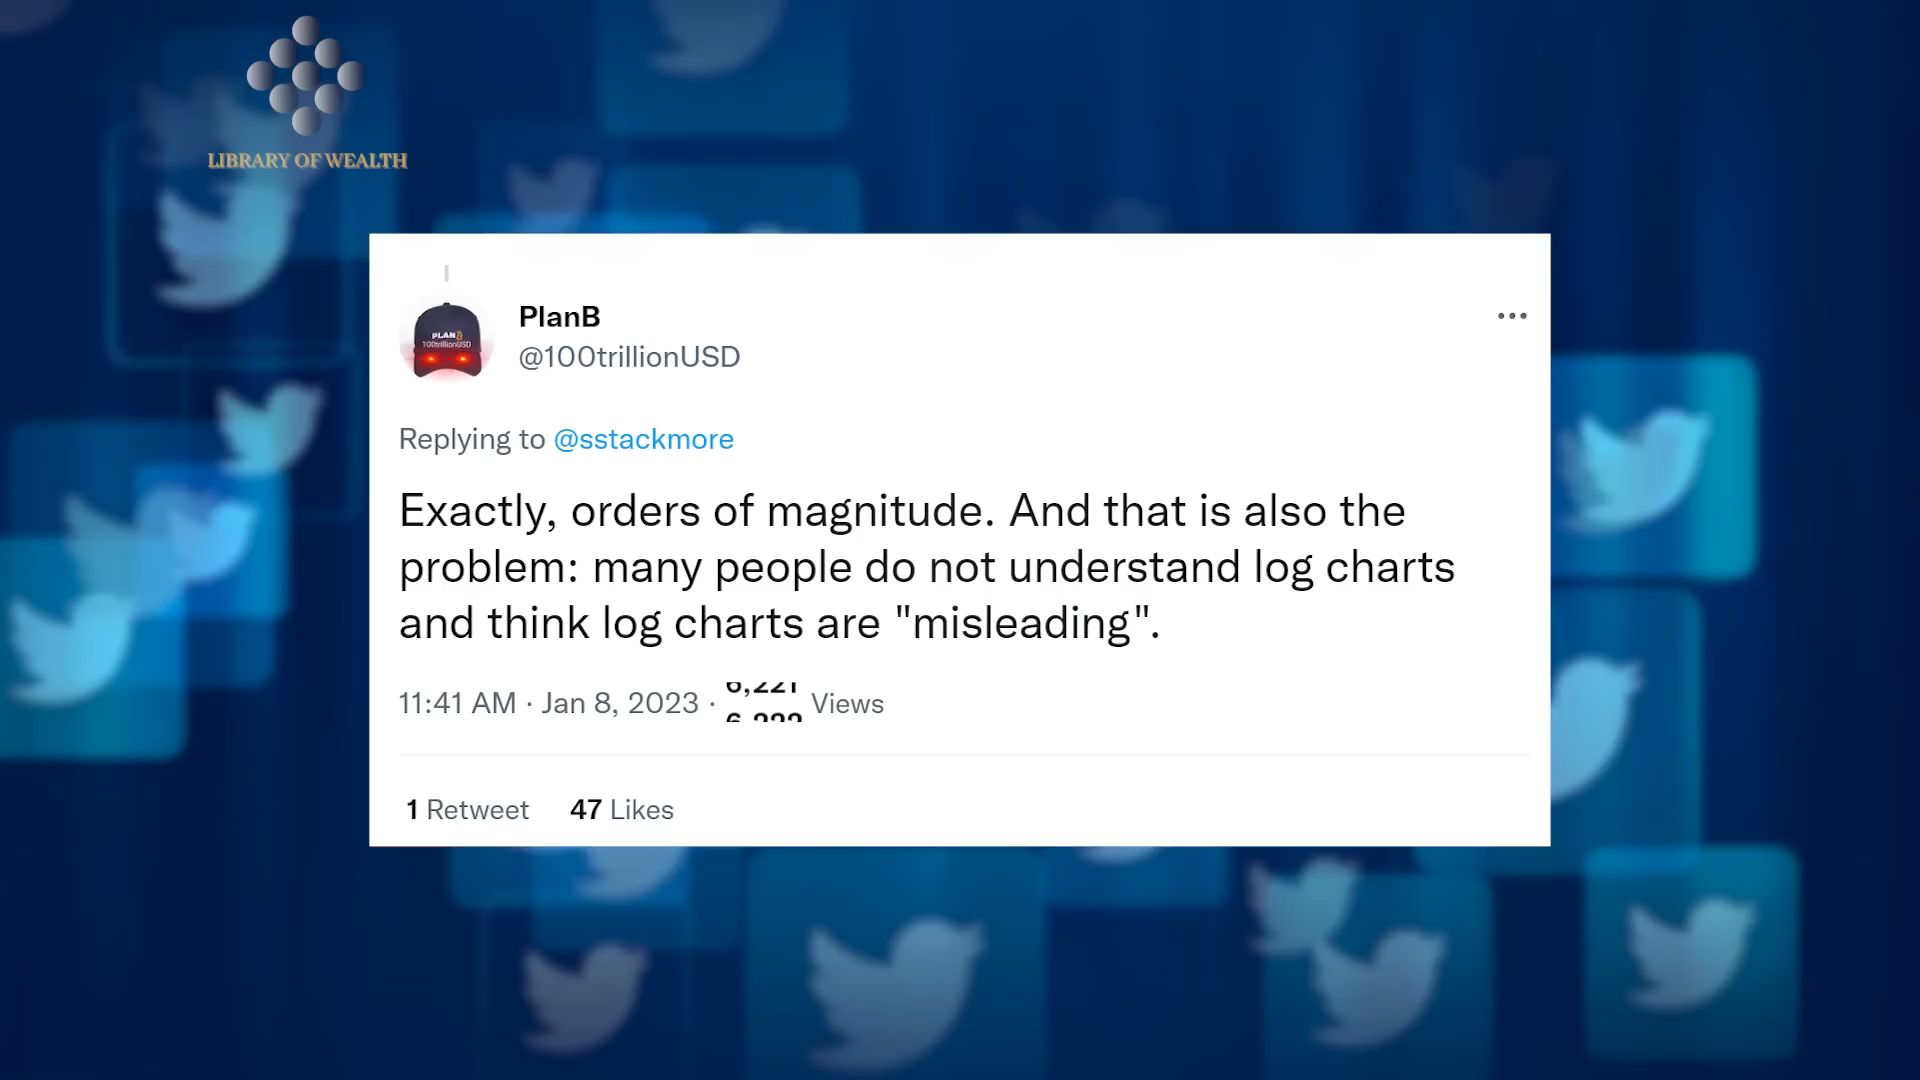 LIBRARY OF WEALTH
PLANB
100trillionUSD
PlanB
@100trillionUSD
Replying to @sstackmore
Exactly, orders of magnitude. And that is also the
problem: many people do not understand log charts
and think log charts are "misleading".
11:41 AM · Jan 8, 2023 · Views
1 Retweet 47 Likes